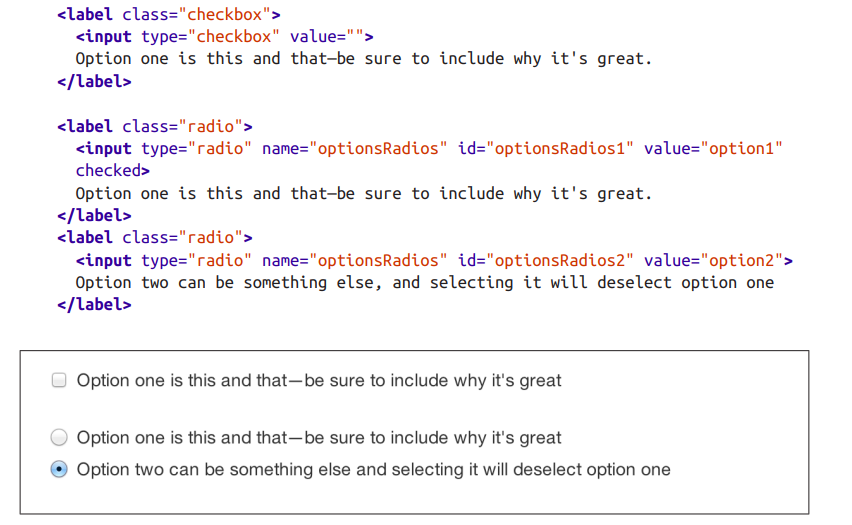 <label class="checkbox">
<input type="checkbox" value="">
Option one is this and that—be sure to include why it's great.
</label>
<label class="radio">
<input type="radio" name="optionsRadios" id="optionsRadios1" value="option1"
checked>
Option one is this and that—be sure to include why it's great.
</label>
<label class="radio">
<input type="radio" name="optionsRadios" id="optionsRadios2" value="option2">
Option two can be something else, and selecting it will deselect option one
</label>
Option one is this and that—be sure to include why it's great
Option one is this and that—be sure to include why it's great
Option two can be something else and selecting it will deselect option one